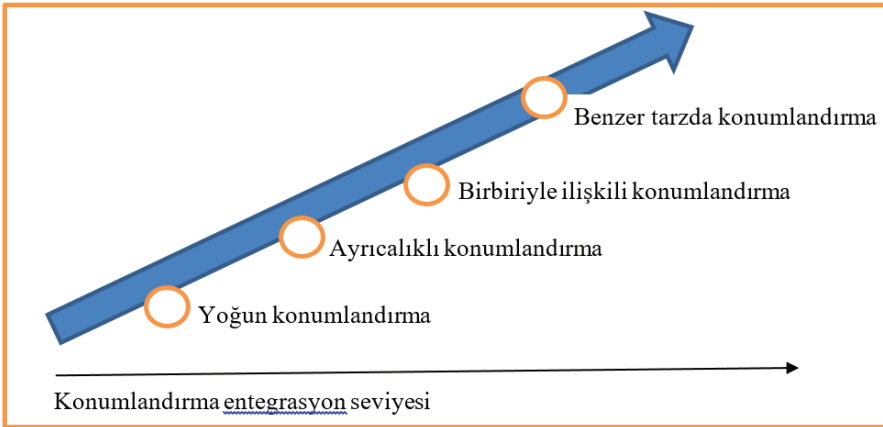 Benzer tarzda konumlandırma
Birbiriyle ilişkili konumlandırma
Ayrıcalıklı konumlandırma
Yoğun konumlandırma
Konumlandırma entegrasyon seviyesi